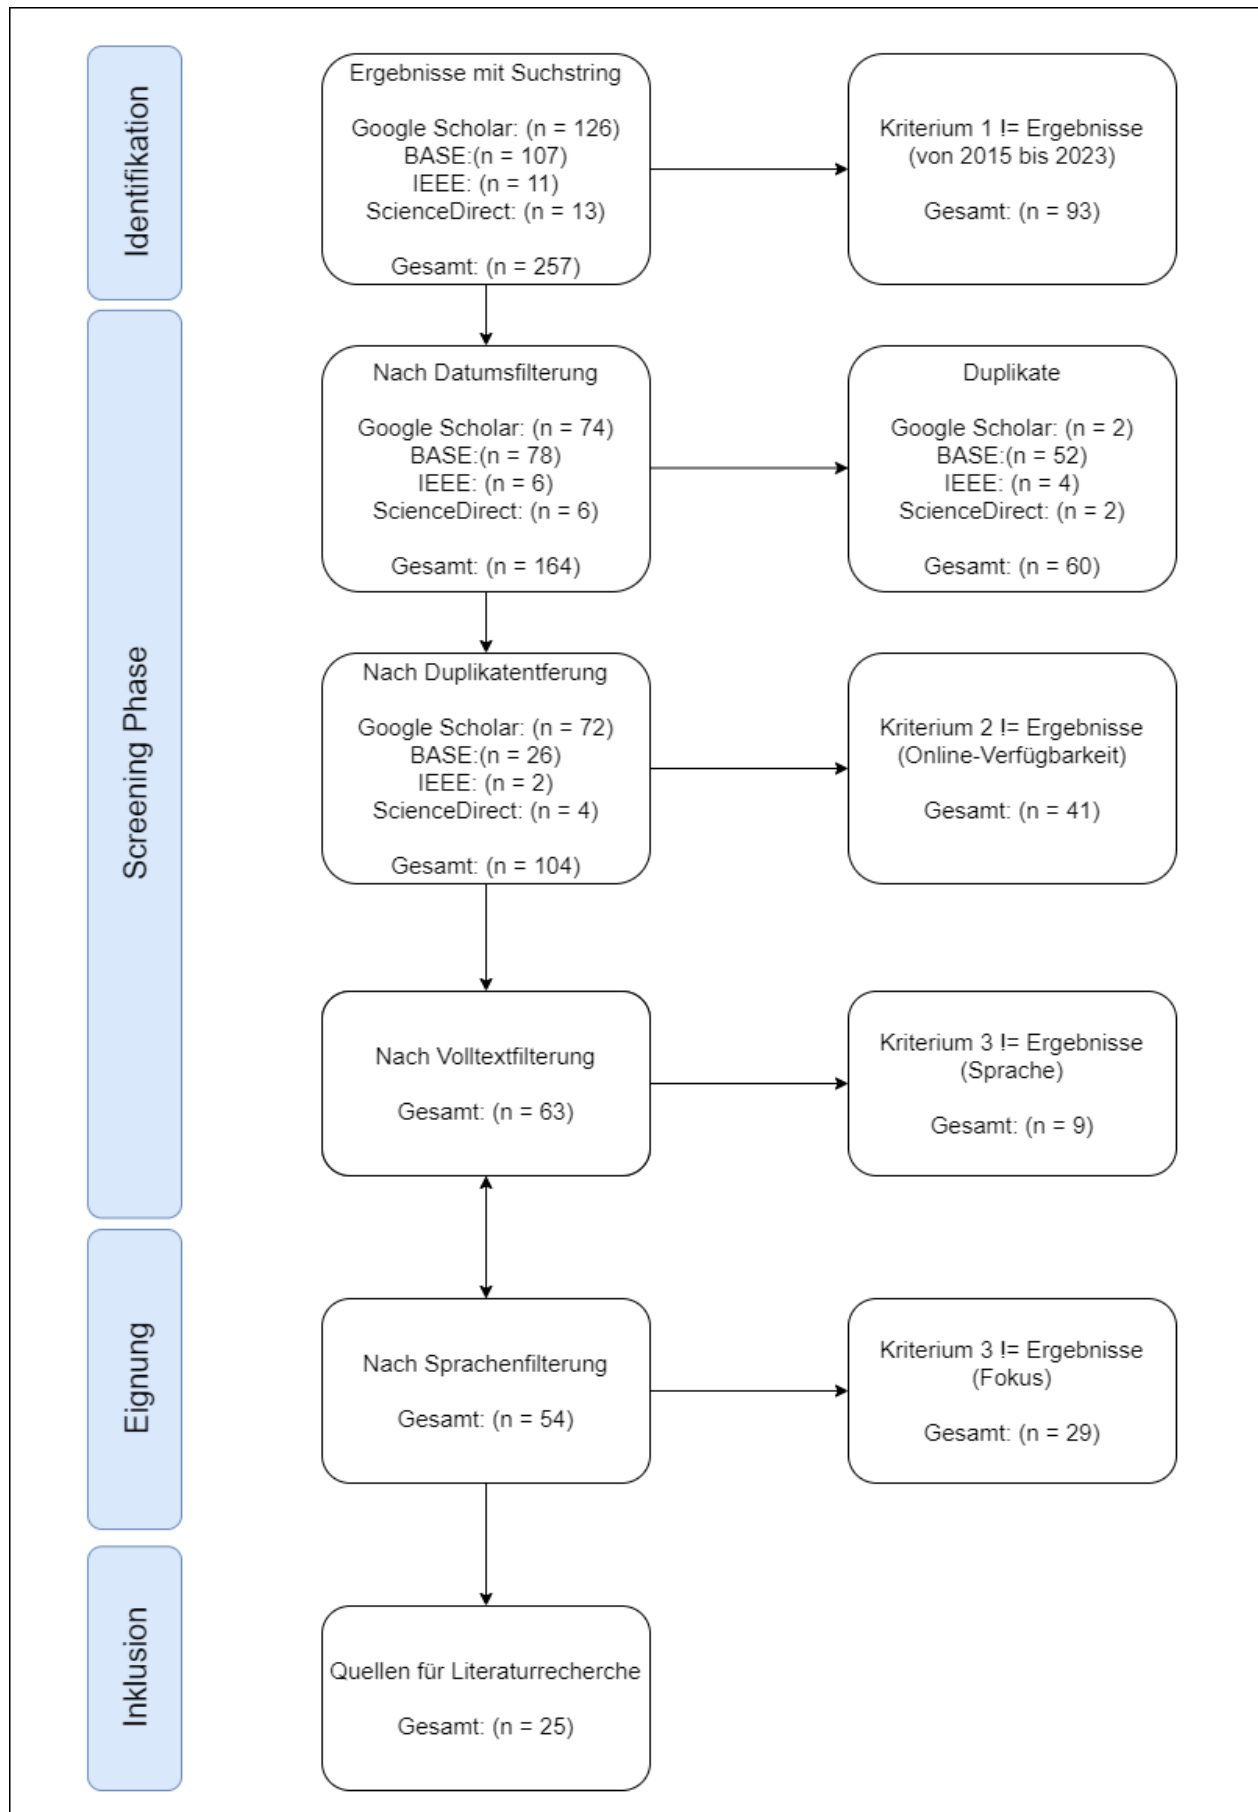 Identifikation
Ergebnisse mit Suchstring
Google Scholar: (n = 126)
BASE:(n = 107)
IEEE: (n = 11)
ScienceDirect: (n = 13)
Gesamt: (n = 257)
Kriterium 1 != Ergebnisse
(von 2015 bis 2023)
Gesamt: (n = 93)
Screening Phase
Nach Datumsfilterung
Google Scholar: (n = 74)
BASE:(n = 78)
IEEE: (n = 6)
ScienceDirect: (n = 6)
Gesamt: (n = 164)
Duplikate
Google Scholar: (n = 2)
BASE:(n = 52)
IEEE: (n = 4)
ScienceDirect: (n = 2)
Gesamt: (n = 60)
Nach Duplikatentferung
Google Scholar: (n = 72)
BASE:(n = 26)
IEEE: (n = 2)
ScienceDirect: (n = 4)
Gesamt: (n = 104)
Kriterium 2 != Ergebnisse
(Online-Verfügbarkeit)
Gesamt: (n = 41)
Nach Volltextfilterung
Gesamt: (n = 63)
Kriterium 3 != Ergebnisse
(Sprache)
Gesamt: (n = 9)
Eignung
Nach Sprachenfilterung
Gesamt: (n = 54)
Kriterium 3 != Ergebnisse
(Fokus)
Gesamt: (n = 29)
Inklusion
Quellen für Literaturrecherche
Gesamt: (n = 25)